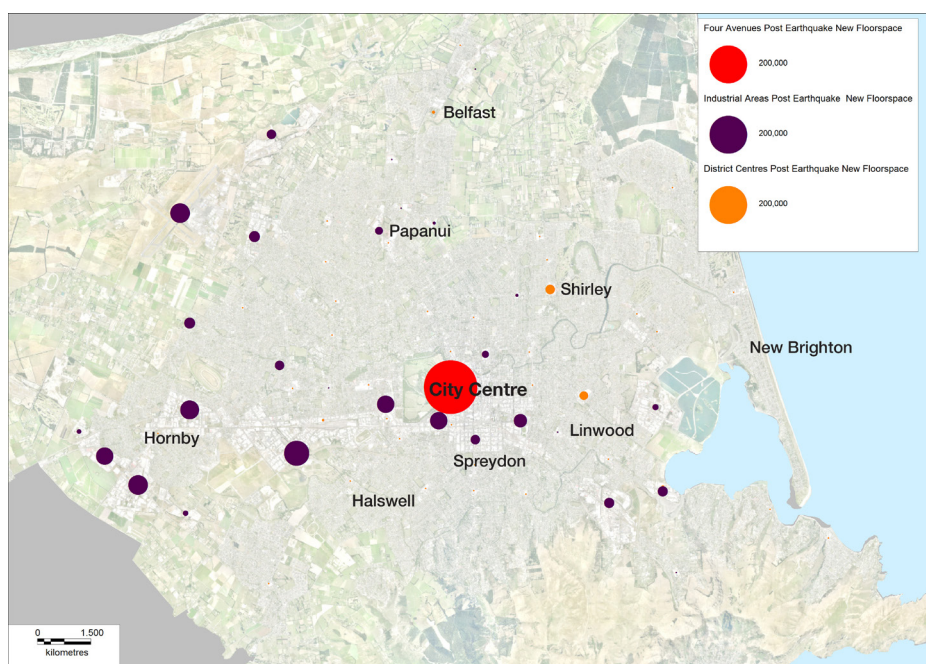 Four Avenues Post Earthquake New Floorspace
200,000
Industrial Areas Post Earthquake  New Floorspace
200,000
District Centres Post Earthquake New Floorspace
200,000
Belfast
Papanui
Shirley
New Brighton
City Centre
Linwood
Hornby
Spreydon
Halswell
0 1.500
kilometres